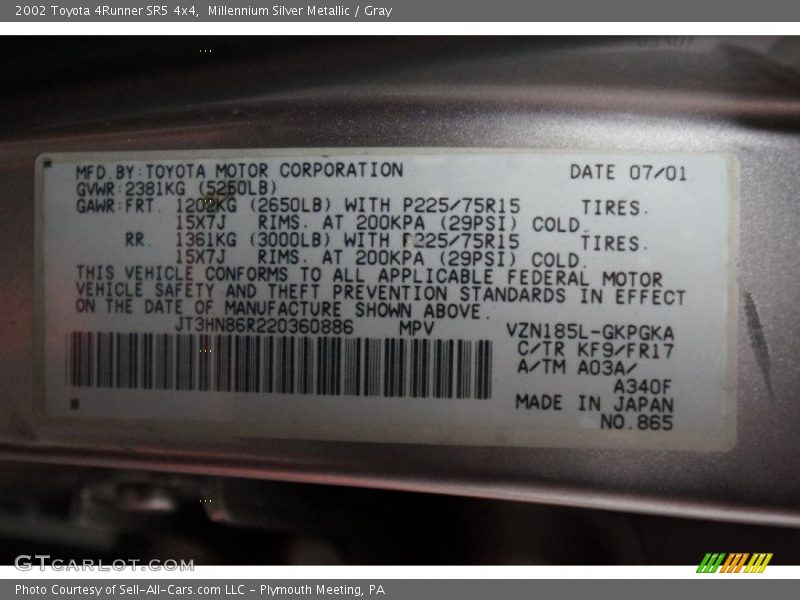 2002 Toyota 4Runner SR5 4x4, Millennium Silver Metallic / Gray
MFD.BY:TOYOTA MOTOR CORPORATION DATE 07/01
GVWR:2381KG (5250LB)
GAWR:FRT. 1202KG (2650LB) WITH P225/75R15 TIRES.
15X7J RIMS. AT 200KPA (29PSI) COLD.
RR. 1361KG (3000LB) WITH P225/75R15 TIRES.
15X7J RIMS. AT 200KPA (29PSI) COLD.
THIS VEHICLE CONFORMS TO ALL APPLICABLE FEDERAL MOTOR
VEHICLE SAFETY AND THEFT PREVENTION STANDARDS IN EFFECT
ON THE DATE OF MANUFACTURE SHOWN ABOVE.
JT3HN86R220360886 MPV VZN185L-GKPGKA
C/TR KF9/FR17
A/TM A03A/
A340F
MADE IN JAPAN
NO.865
GTcarlot.com
Photo Courtesy of Sell-All-Cars.com LLC - Plymouth Meeting, PA